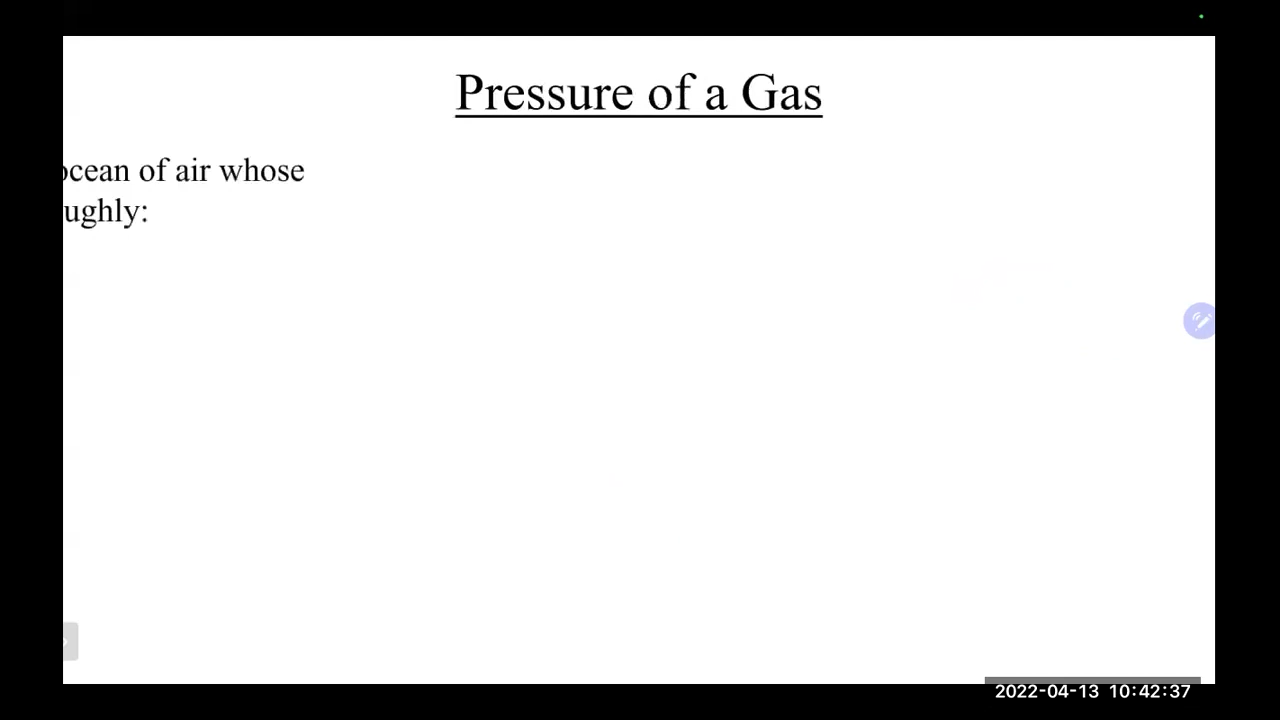 Pressure of a Gas
ocean of air whose
ughly:
2022-04-13 10:42:37